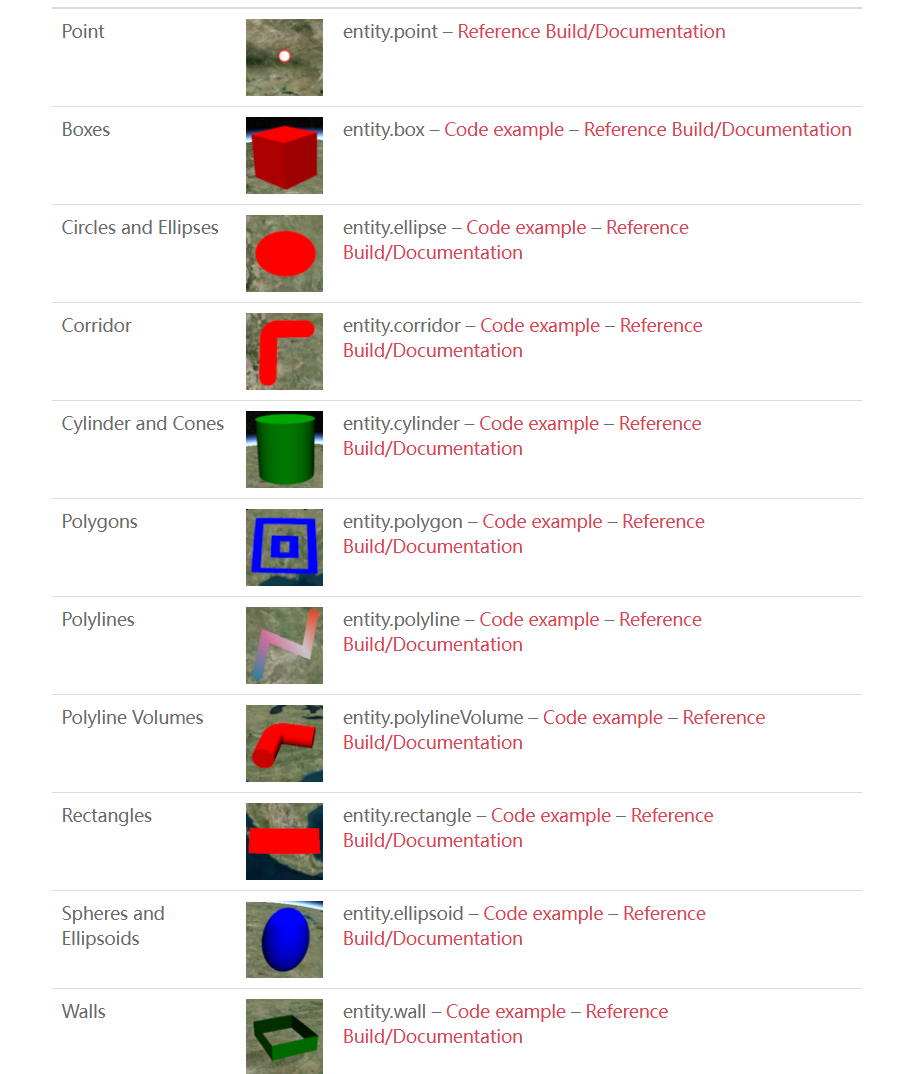 Point
entity.point – Reference Build/Documentation
Boxes
entity.box – Code example – Reference Build/Documentation
Circles and Ellipses
entity.ellipse – Code example – Reference
Build/Documentation
Corridor
entity.corridor – Code example – Reference
Build/Documentation
Cylinder and Cones
entity.cylinder – Code example – Reference
Build/Documentation
Polygons
entity.polygon – Code example – Reference
Build/Documentation
Polylines
entity.polyline – Code example – Reference
Build/Documentation
Polyline Volumes
entity.polylineVolume – Code example – Reference
Build/Documentation
Rectangles
entity.rectangle – Code example – Reference
Build/Documentation
Spheres and
Ellipsoids
entity.ellipsoid – Code example – Reference
Build/Documentation
Walls
entity.wall – Code example – Reference
Build/Documentation